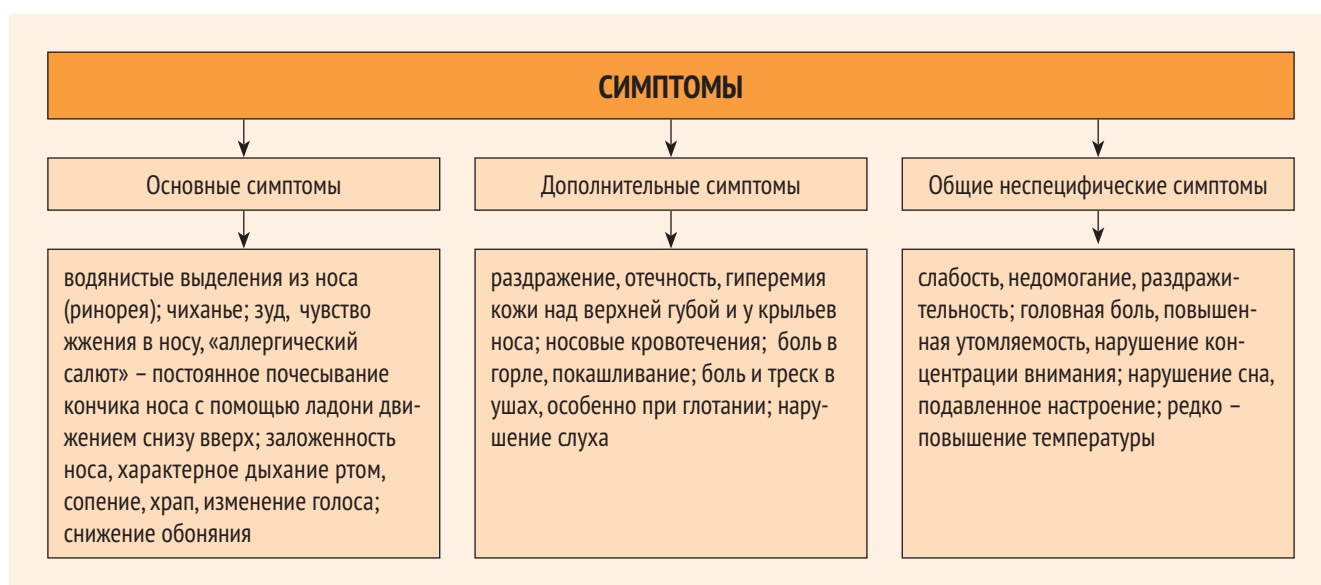 СИМПТОМЫ
Основные симптомы
водянистые выделения из носа
(ринорея); чиханье; зуд, чувство
жжения в носу, «аллергический
салют» – постоянное почесывание
кончика носа с помощью ладони дви-
жением снизу вверх; заложенность
носа, характерное дыхание ртом,
сопение, храп, изменение голоса;
снижение обоняния
Дополнительные симптомы
раздражение, отечность, гиперемия
кожи над верхней губой и у крыльев
носа; носовые кровотечения; боль в
горле, покашливание; боль и треск в
ушах, особенно при глотании; нару-
шение слуха
Общие неспецифические симптомы
слабость, недомогание, раздражи-
тельность; головная боль, повышен-
ная утомляемость, нарушение кон-
центрации внимания; нарушение сна,
подавленное настроение; редко –
повышение температуры